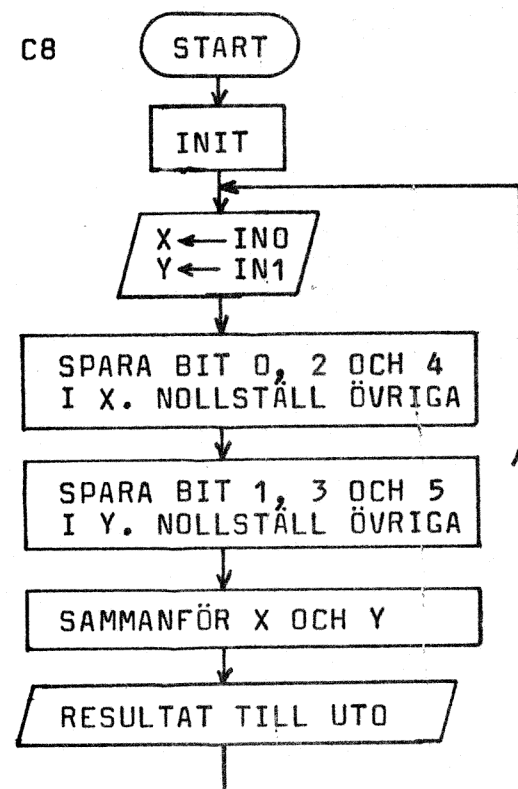 C8
START
INIT
X ← IN0
Y ← IN1
SPARA BIT 0, 2 OCH 4
I X. NOLLSTÄLL ÖVRIGA
SPARA BIT 1, 3 OCH 5
I Y. NOLLSTÄLL ÖVRIGA
SAMMANFÖR X OCH Y
RESULTAT TILL UT0